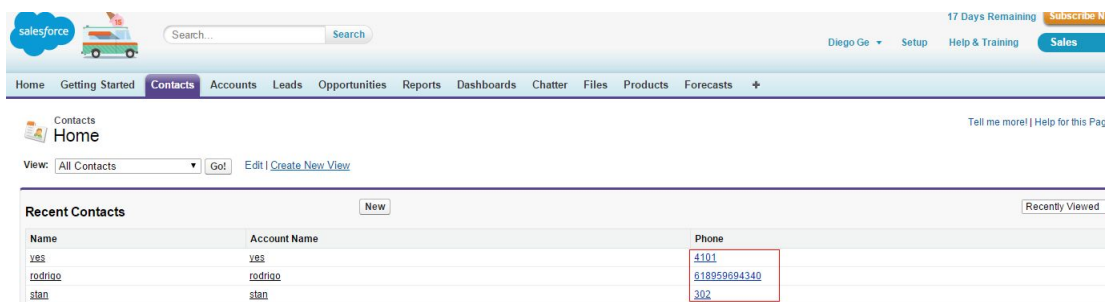 17 Days Remaining Subscribe N
salesforce 15 Search... Search
Diego Ge Setup Help & Training Sales
Home Getting Started Contacts Accounts Leads Opportunities Reports Dashboards Chatter Files Products Forecasts +
Contacts
Home
Tell me more! | Help for this Pag
View: All Contacts Go! Edit | Create New View
Recent Contacts New Recently Viewed
Name Account Name Phone
yes yes 4101
rodrigo rodrigo 618959694340
stan stan 302